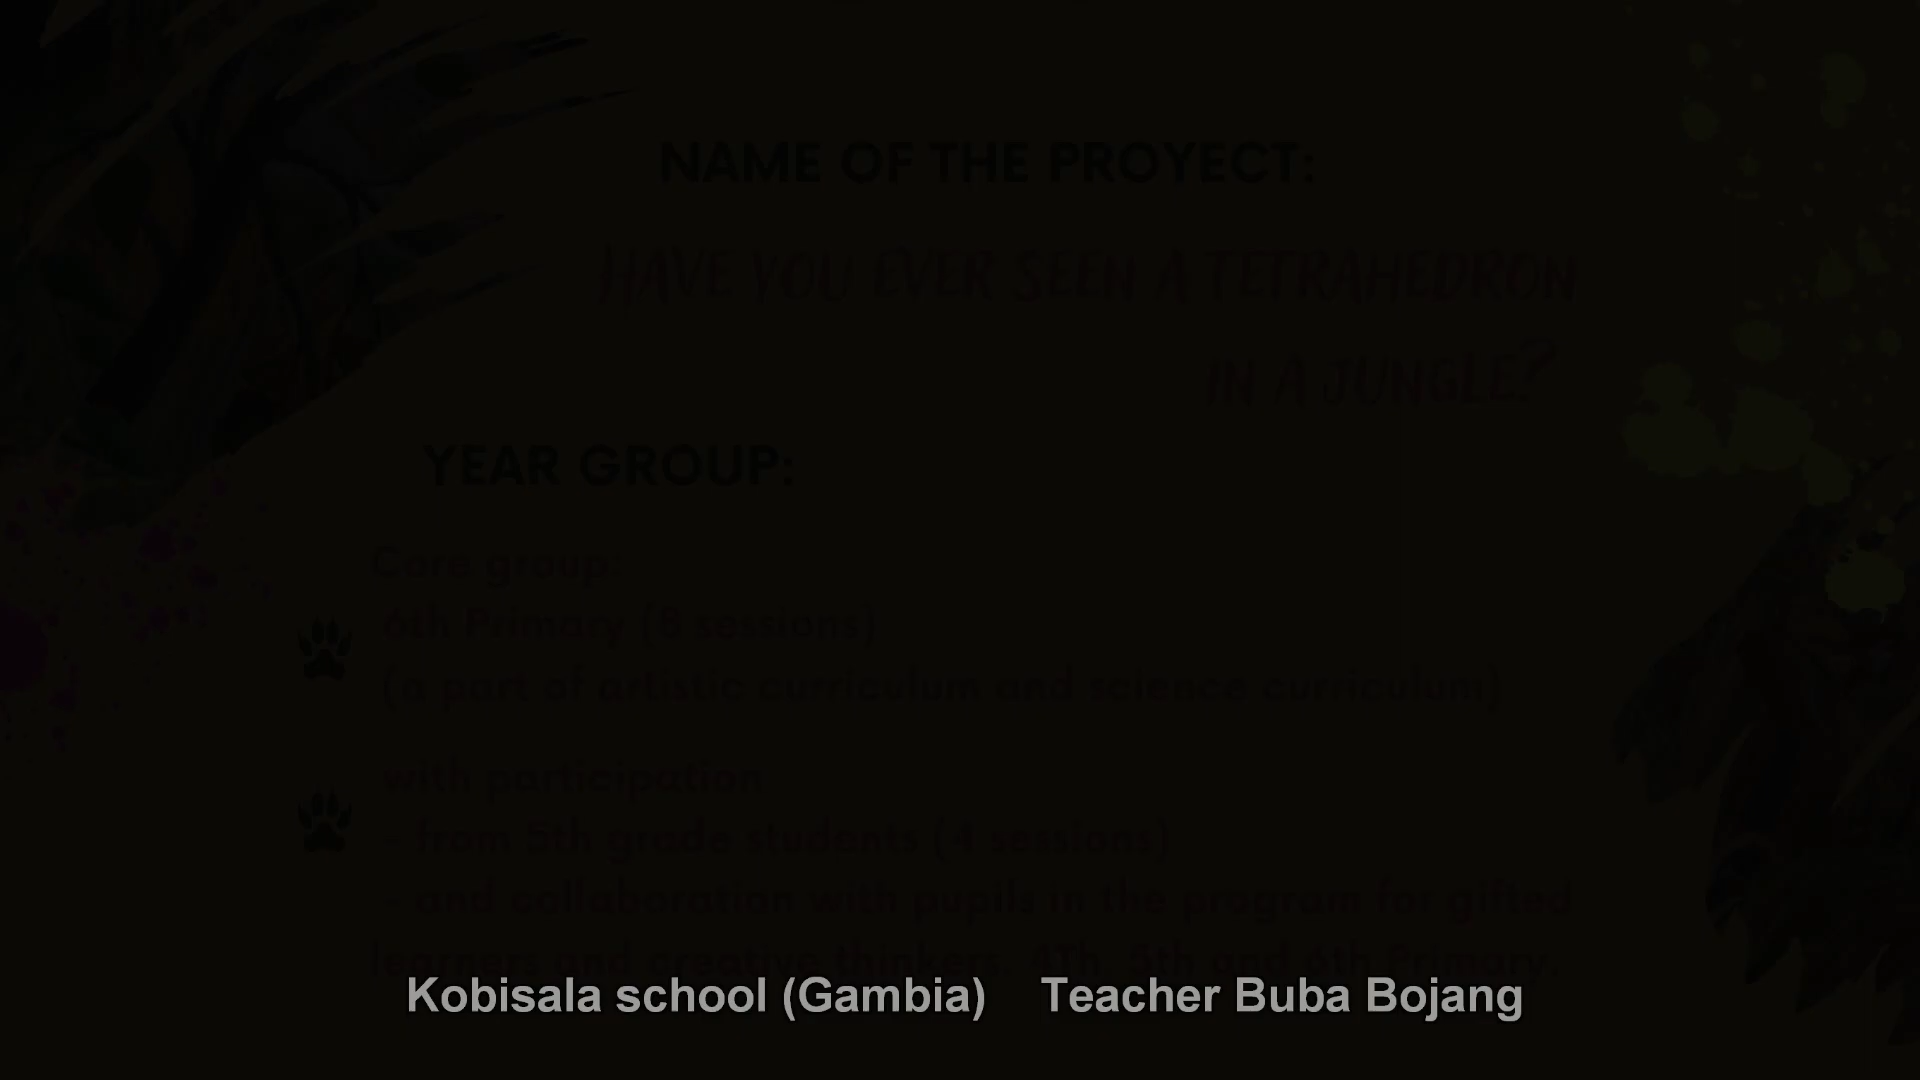 NAME OF THE PROYECT:
HAVE YOU EVER SEEN A TETRAHEDRON
IN A JUNGLE?
YEAR GROUP:
Core group:
6th Primary (8 sessions)
(a part of artistic curriculum and science curriculum)
with participation
- from 5th grade students (4 sessions)
- and collaboration with pupils in the program for gifted
learners and creative thinkers. 4Th, 5th and 6th Primary.
Kobisala school (Gambia) Teacher Buba Bojang